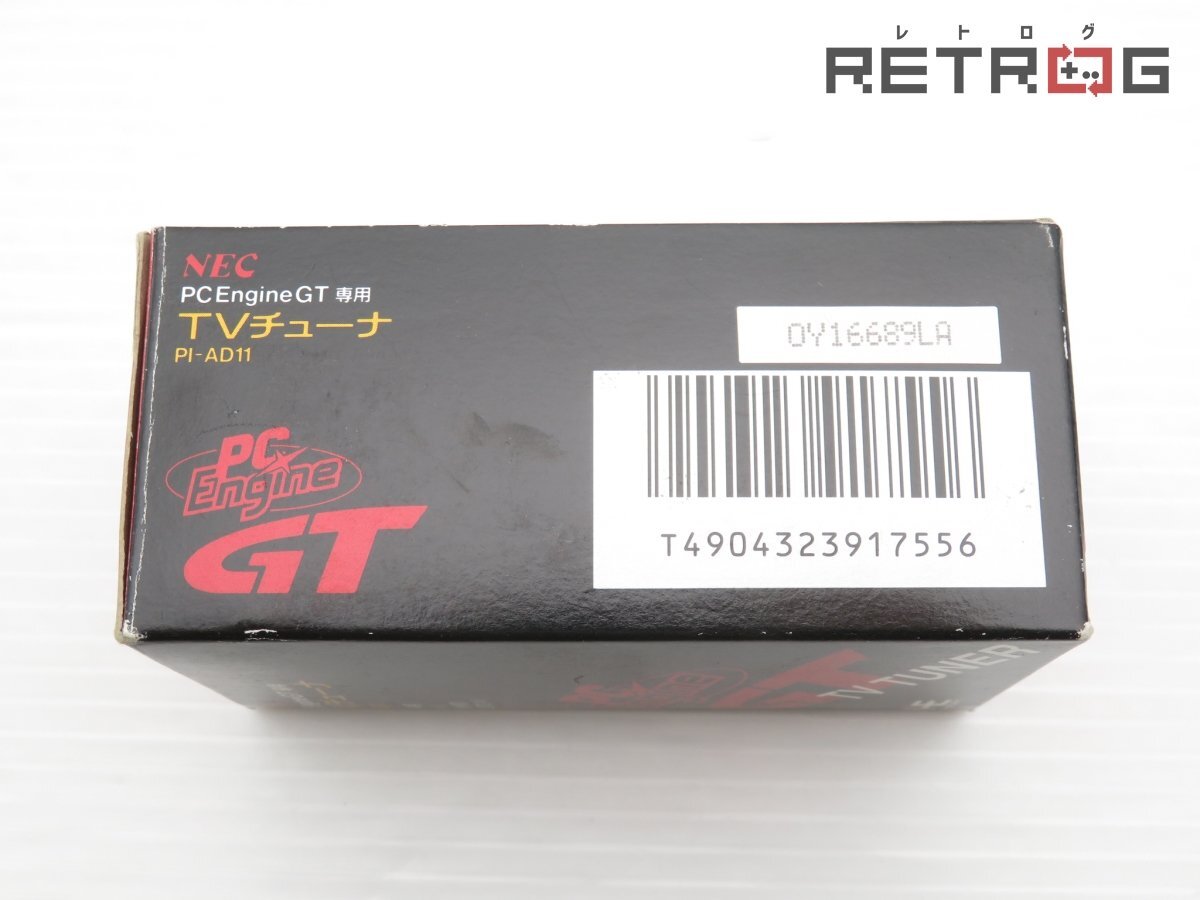 レトログ
RETROG
NEC
PC Engine GT 専用
TVチューナ
PI-AD11
0Y16689LA
PC Engine
GT
T4904323917556
TV TUNER